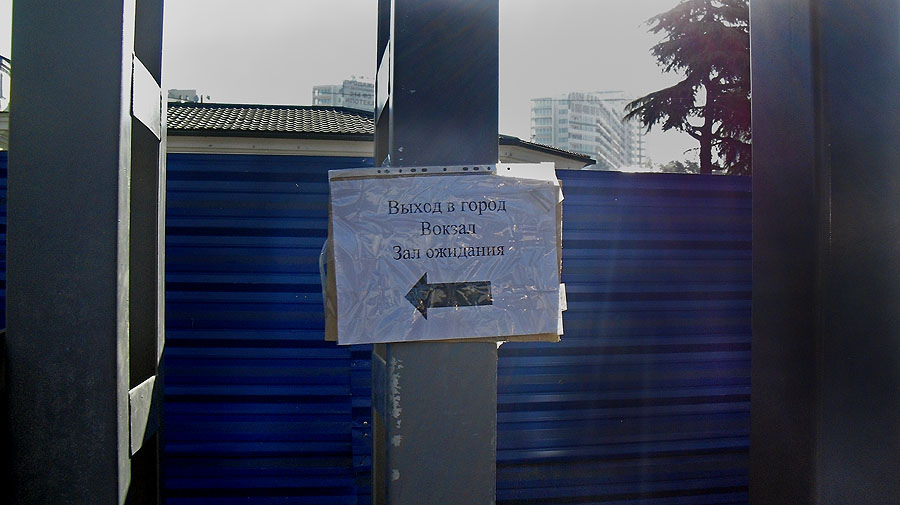 Выход в город
Вокзал
Зал ожидания